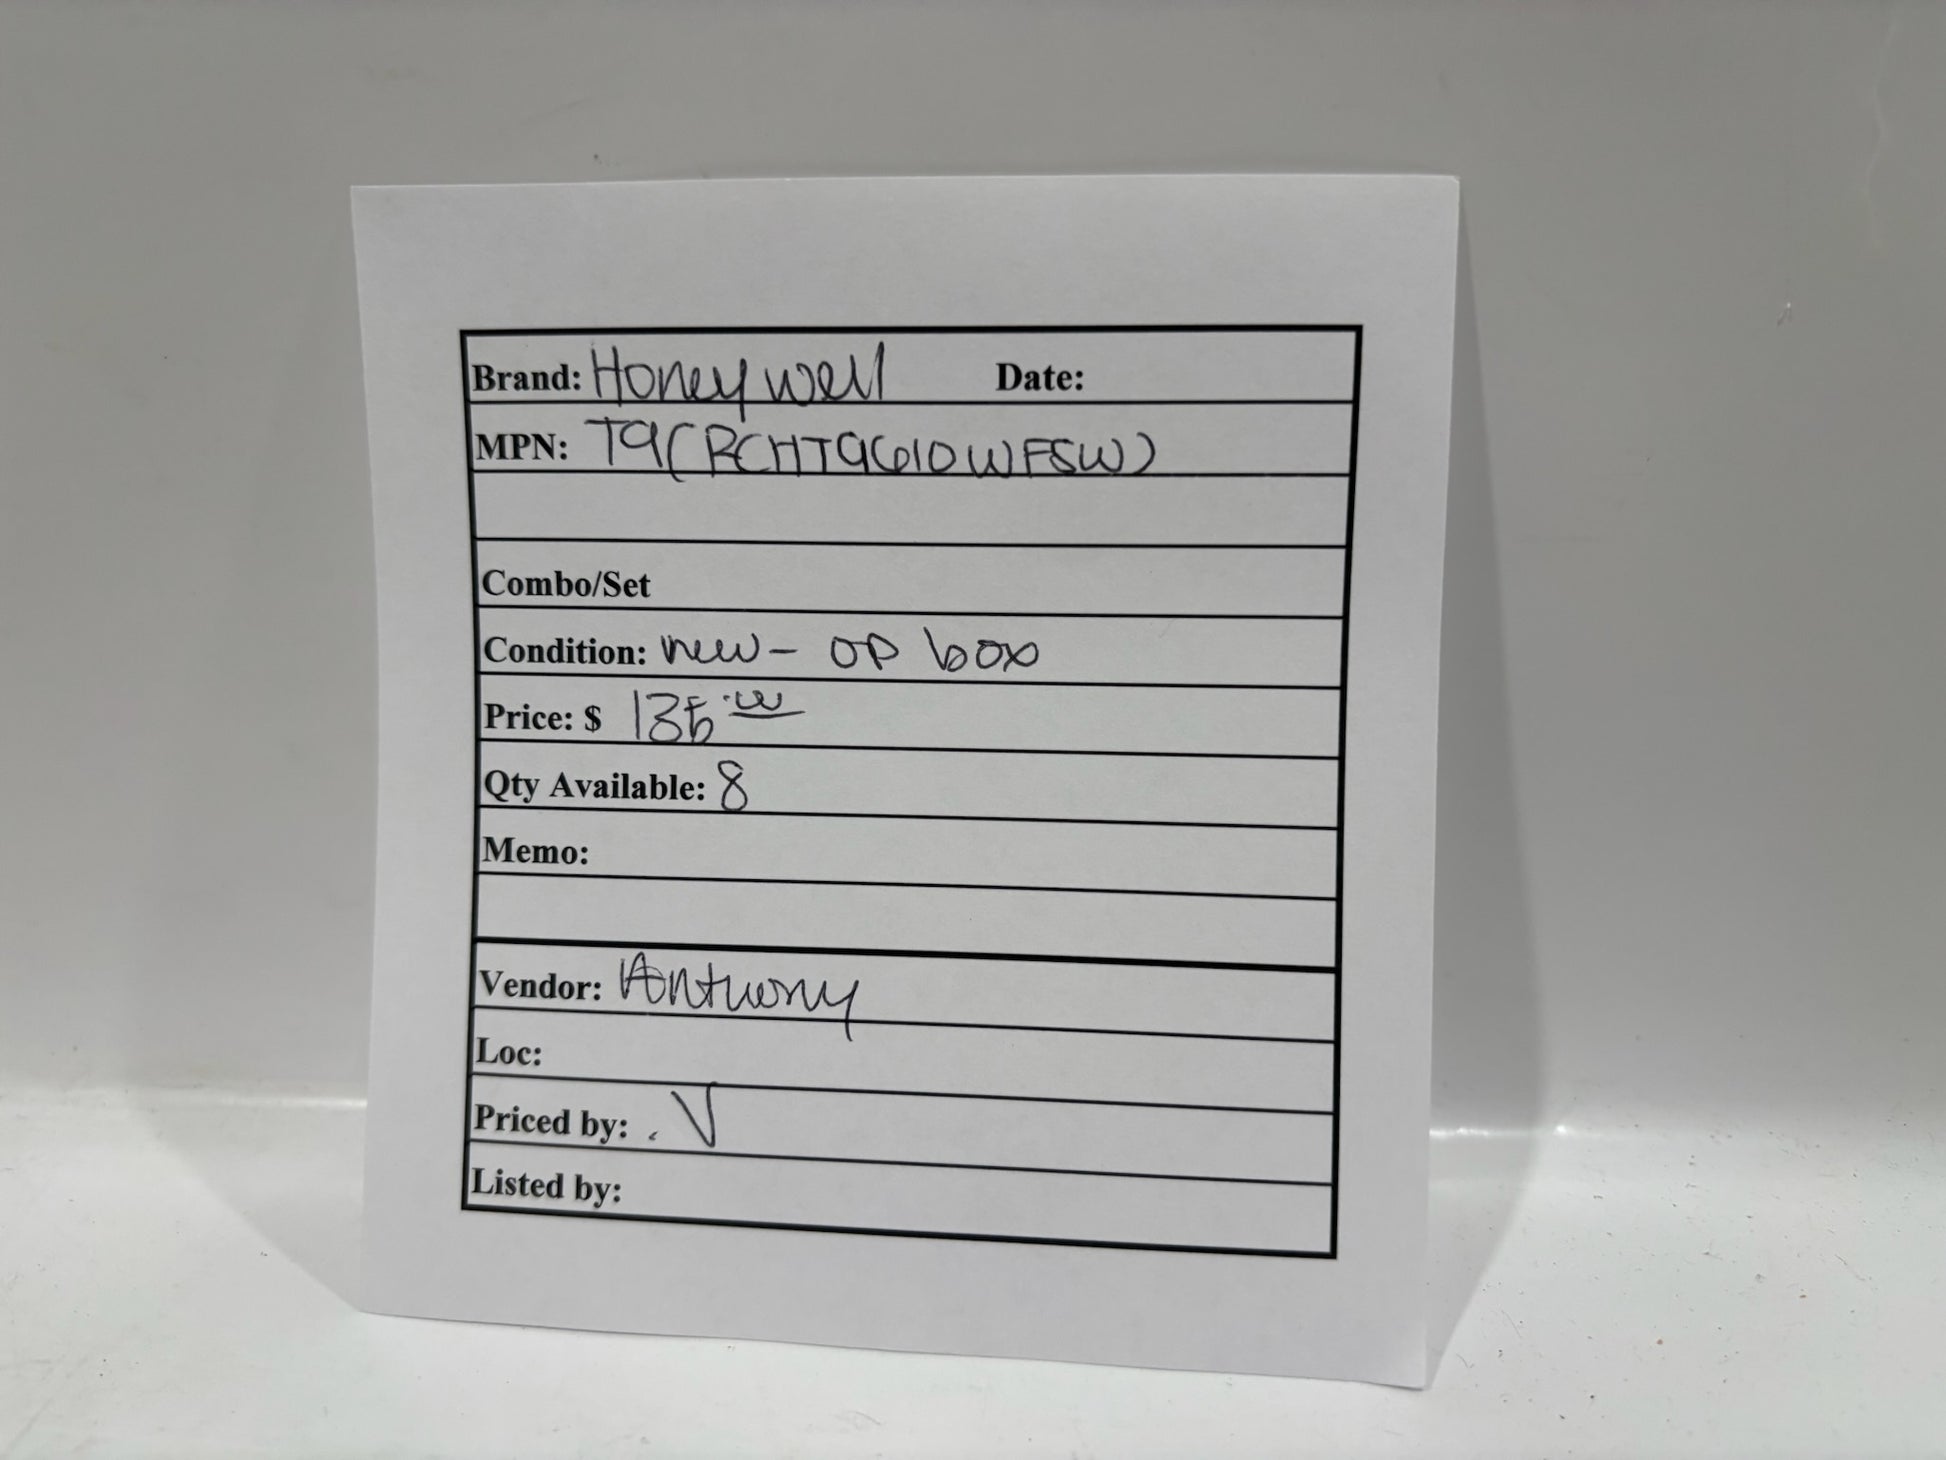 Brand: Honeywell Date:
MPN: T9(RCHT9610WFSW)
Combo/Set
Condition: new - op box
Price: $ 135.00
Qty Available: 8
Memo:
Vendor: Anthony
Loc:
Priced by: . V
Listed by: